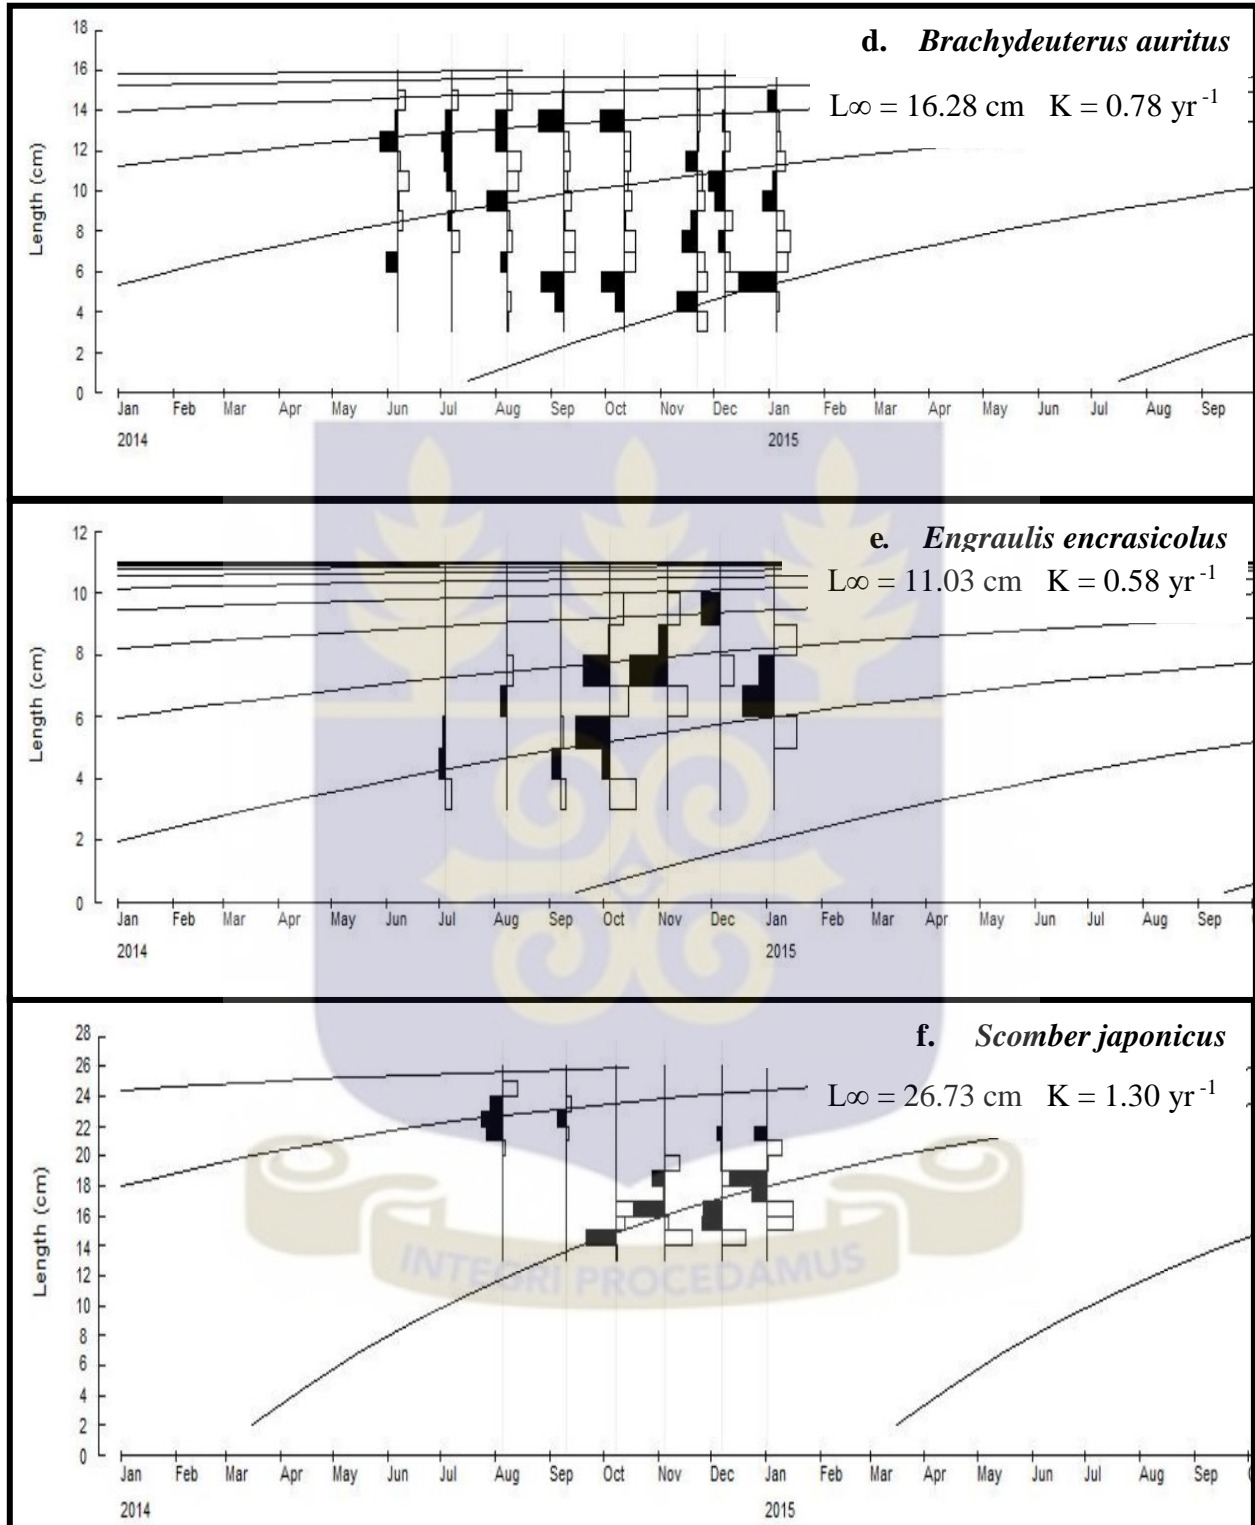 d. Brachydeuterus auritus
L∞ = 16.28 cm K = 0.78 yr -1
Length (cm)
18
16
14
12
10
8
6
4
2
0
Jan Feb Mar Apr May Jun Jul Aug Sep Oct Nov Dec Jan Feb Mar Apr May Jun Jul Aug Sep
2014 2015
e. Engraulis encrasicolus
L∞ = 11.03 cm K = 0.58 yr -1
Length (cm)
12
10
8
6
4
2
0
Jan Feb Mar Apr May Jun Jul Aug Sep Oct Nov Dec Jan Feb Mar Apr May Jun Jul Aug Sep
2014 2015
f. Scomber japonicus
L∞ = 26.73 cm K = 1.30 yr -1
Length (cm)
28
26
24
22
20
18
16
14
12
10
8
6
4
2
0
INTEGRI PROCEDAMUS
Jan Feb Mar Apr May Jun Jul Aug Sep Oct Nov Dec Jan Feb Mar Apr May Jun Jul Aug Sep
2014 2015